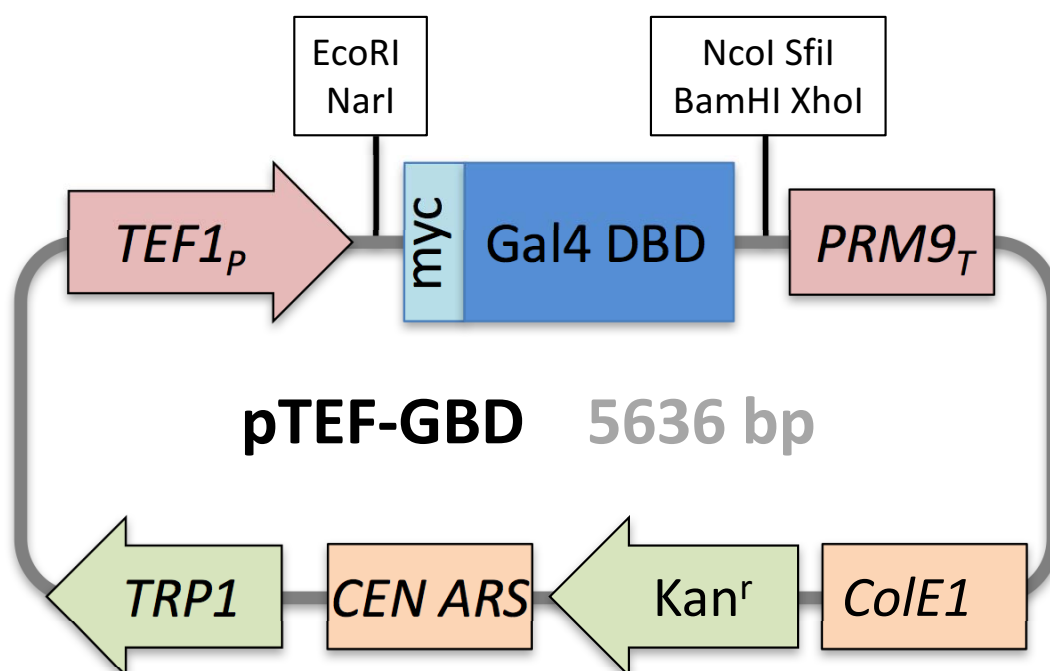 EcoRI
NarI
NcoI SfiI
BamHI XhoI
TEF1P
myc
Gal4 DBD
PRM9T
pTEF-GBD 5636 bp
TRP1
CEN ARS
Kanr
ColE1